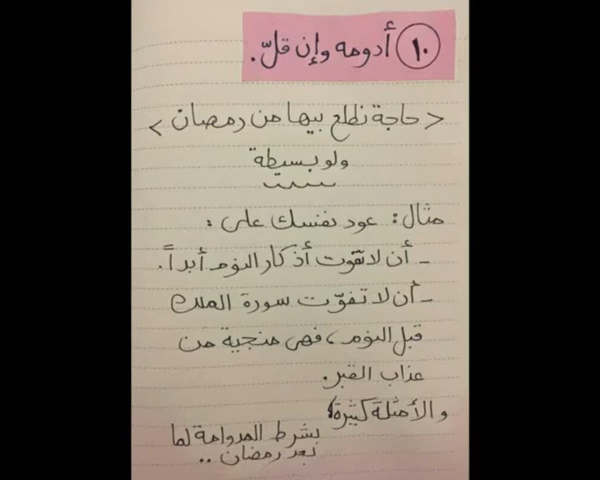 ١٠ أدومه وإن قلّ.
< حاجة نطلع بيها من رمضان >
ولو بسيطة
مثال: عود نفسك على:
- أن لا تفوت أذكار النوم أبداً.
- أن لا تفوّت سورة الملك
قبل النوم، فهي منجية من
عذاب القبر.
والأمثلة كثيرة!
بشرط المداومة لما
بعد رمضان ..